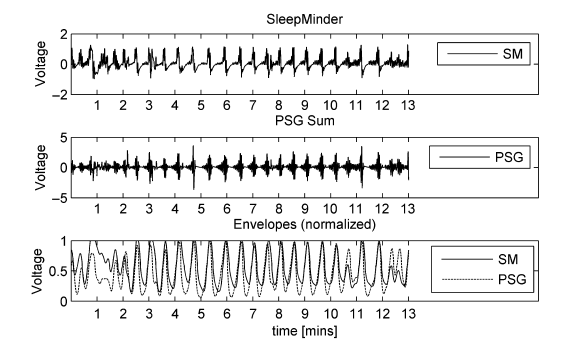 SleepMinder
2
0
−2
Voltage
SM
1 2 3 4 5 6 7 8 9 10 11 12 13
PSG Sum
5
0
−5
Voltage
PSG
1 2 3 4 5 6 7 8 9 10 11 12 13
Envelopes (normalized)
1
0.5
0
Voltage
SM
PSG
1 2 3 4 5 6 7 8 9 10 11 12 13
time [mins]